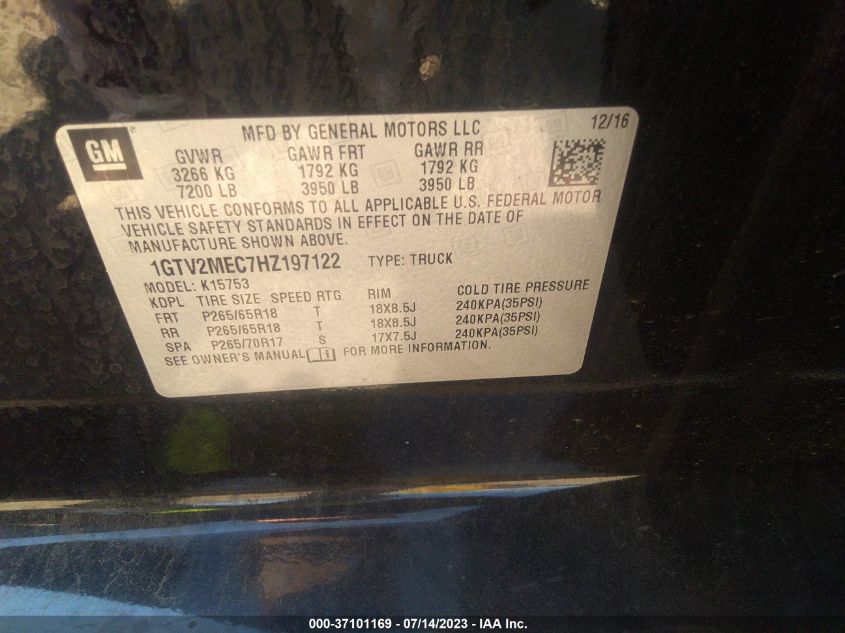 GM
MFD BY GENERAL MOTORS LLC 12/16
GVWR GAWR FRT GAWR RR
3266 KG 1792 KG 1792 KG
7200 LB 3950 LB 3950 LB
THIS VEHICLE CONFORMS TO ALL APPLICABLE U.S. FEDERAL MOTOR
VEHICLE SAFETY STANDARDS IN EFFECT ON THE DATE OF
MANUFACTURE SHOWN ABOVE.
1GTV2MEC7HZ197122 TYPE: TRUCK
MODEL: K15753
KDPL TIRE SIZE SPEED RTG RIM COLD TIRE PRESSURE
FRT P265/65R18 T 18X8.5J 240KPA(35PSI)
RR P265/65R18 T 18X8.5J 240KPA(35PSI)
SPA P265/70R17 S 17X7.5J 240KPA(35PSI)
SEE OWNER'S MANUAL FOR MORE INFORMATION.
000-37101169 — 07/14/2023 - IAA Inc.